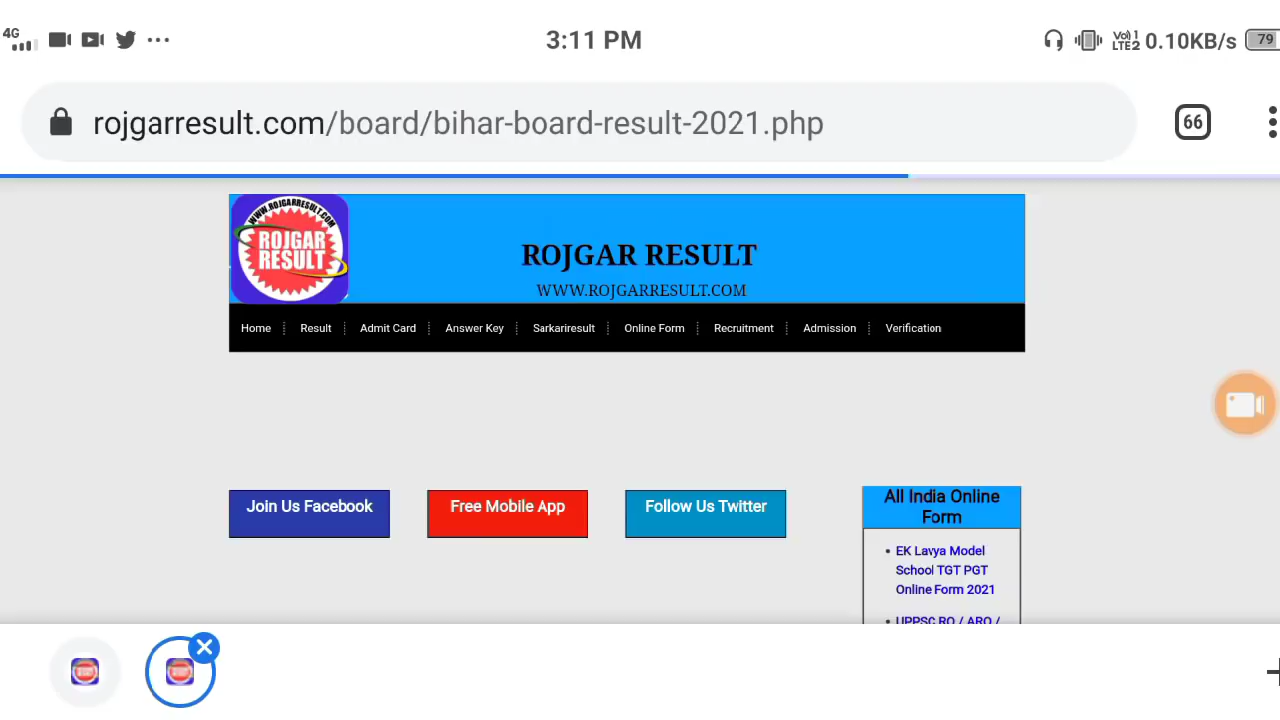 4G
3:11 PM
Vo) 1
LTE2
0.10KB/s
79
rojgarresult.com/board/bihar-board-result-2021.php
66
WWW.ROJGARRESULT.COM
ROJGAR
RESULT
ROJGAR RESULT
WWW.ROJGARRESULT.COM
Home Result Admit Card Answer Key Sarkariresult Online Form Recruitment Admission Verification
Join Us Facebook
Free Mobile App
Follow Us Twitter
All India Online
Form
• EK Lavya Model
School TGT PGT
Online Form 2021
• UPPSC RO / ARO /